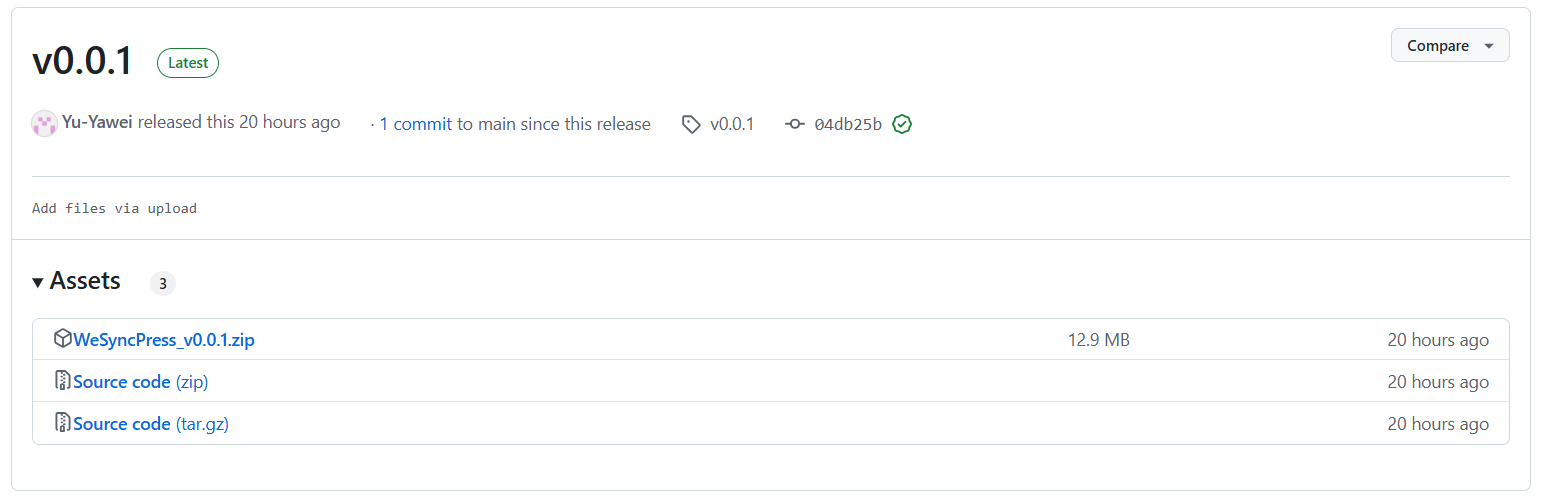 v0.0.1 Latest Compare
Yu-Yawei released this 20 hours ago · 1 commit to main since this release v0.0.1 04db25b
Add files via upload
Assets 3
WeSyncPress_v0.0.1.zip 12.9 MB 20 hours ago
Source code (zip) 20 hours ago
Source code (tar.gz) 20 hours ago